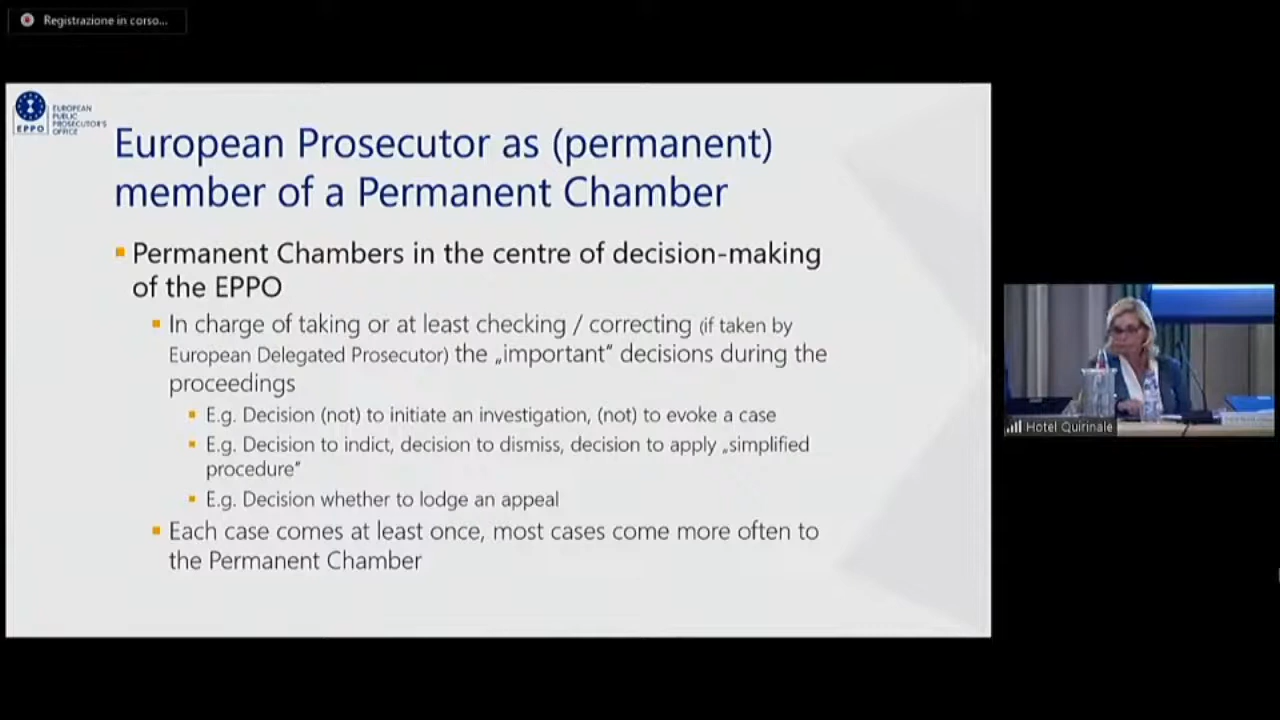 Registrazione in corso...
EUROPEAN
PUBLIC
PROSECUTOR'S
OFFICE
EPPO
European Prosecutor as (permanent)
member of a Permanent Chamber
Permanent Chambers in the centre of decision-making
of the EPPO
In charge of taking or at least checking / correcting (if taken by
European Delegated Prosecutor) the „important“ decisions during the
proceedings
E.g. Decision (not) to initiate an investigation, (not) to evoke a case
E.g. Decision to indict, decision to dismiss, decision to apply „simplified
procedure“
E.g. Decision whether to lodge an appeal
Each case comes at least once, most cases come more often to
the Permanent Chamber
Hotel Quirinale